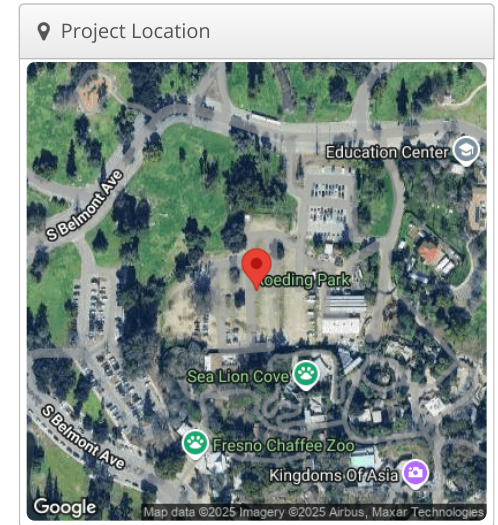 Project Location
Education Center
S Belmont Ave
Roeding Park
Sea Lion Cove
S Belmont Ave
Fresno Chaffee Zoo
Kingdoms Of Asia
Google
Map data ©2025 Imagery ©2025 Airbus, Maxar Technologies